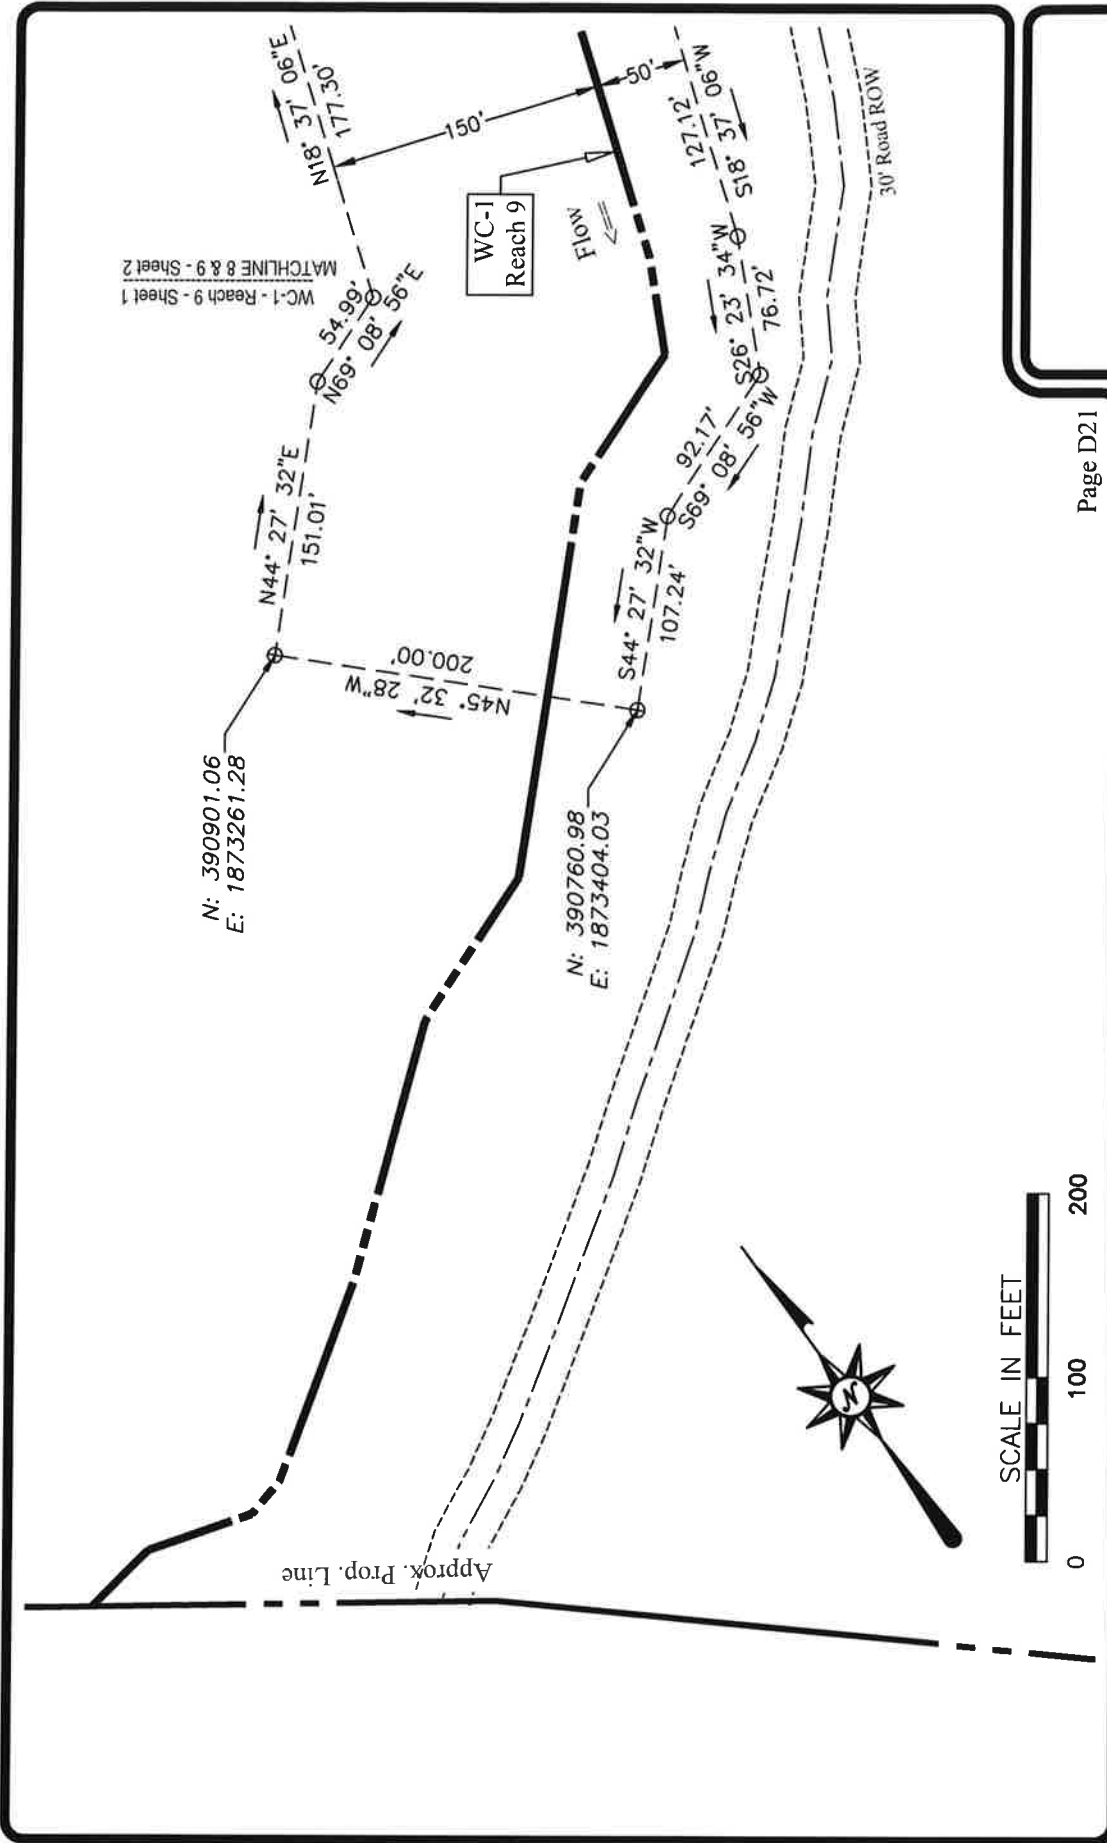 N18° 37' 06"E
177.30'
150'
50'
127.12'
S18° 37' 06"W
30' Road ROW
WC-1
Reach 9
Flow
MATCHLINE 8 & 9 - Sheet 2
WC-1 - Reach 9 - Sheet 1
54.99'
N69° 08' 56"E
S26° 23' 34"W
76.72'
92.17'
S69° 08' 56"W
N44° 27' 32"E
151.01'
S44° 27' 32"W
107.24'
200.00'
N45° 32' 28"W
N: 390901.06
E: 1873261.28
N: 390760.98
E: 1873404.03
Approx. Prop. Line
N
SCALE IN FEET
0 100 200
Page D21